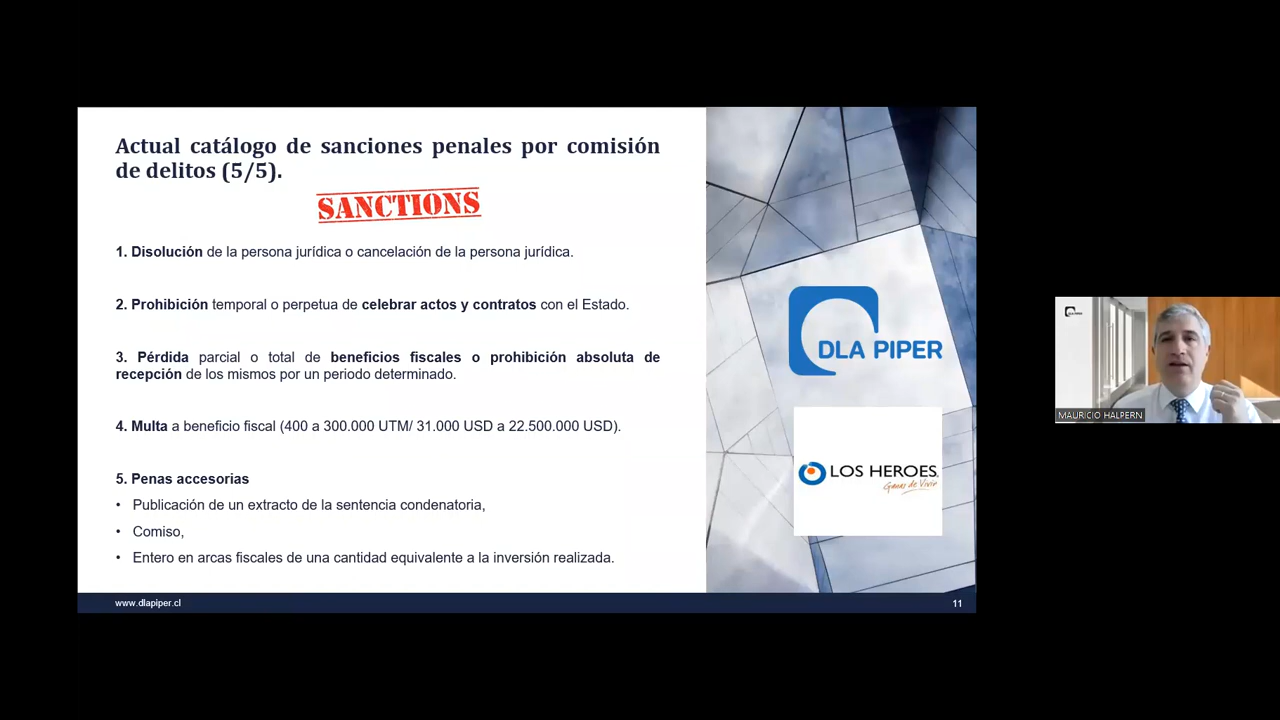 Actual catálogo de sanciones penales por comisión
de delitos (5/5).
SANCTIONS
1. Disolución de la persona jurídica o cancelación de la persona jurídica.
2. Prohibición temporal o perpetua de celebrar actos y contratos con el Estado.
3. Pérdida parcial o total de beneficios fiscales o prohibición absoluta de
recepción de los mismos por un periodo determinado.
4. Multa a beneficio fiscal (400 a 300.000 UTM/ 31.000 USD a 22.500.000 USD).
5. Penas accesorias
• Publicación de un extracto de la sentencia condenatoria,
• Comiso,
• Entero en arcas fiscales de una cantidad equivalente a la inversión realizada.
www.dlapiper.cl
11
DLA PIPER
LOS HEROES
Ganas de Vivir
DLA PIPER
MAURICIO HALPERN